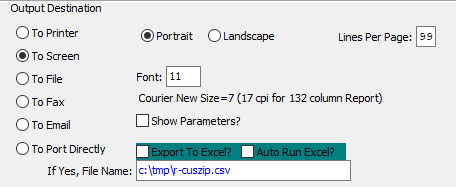 Output Destination
To Printer
Portrait
Landscape
Lines Per Page: 99
To Screen
To File
Font: 11
To Fax
Courier New Size=7 (17 cpi for 132 column Report)
To Email
Show Parameters?
To Port Directly
Export To Excel?
Auto Run Excel?
If Yes, File Name: c:\tmp\r-cuszip.csv